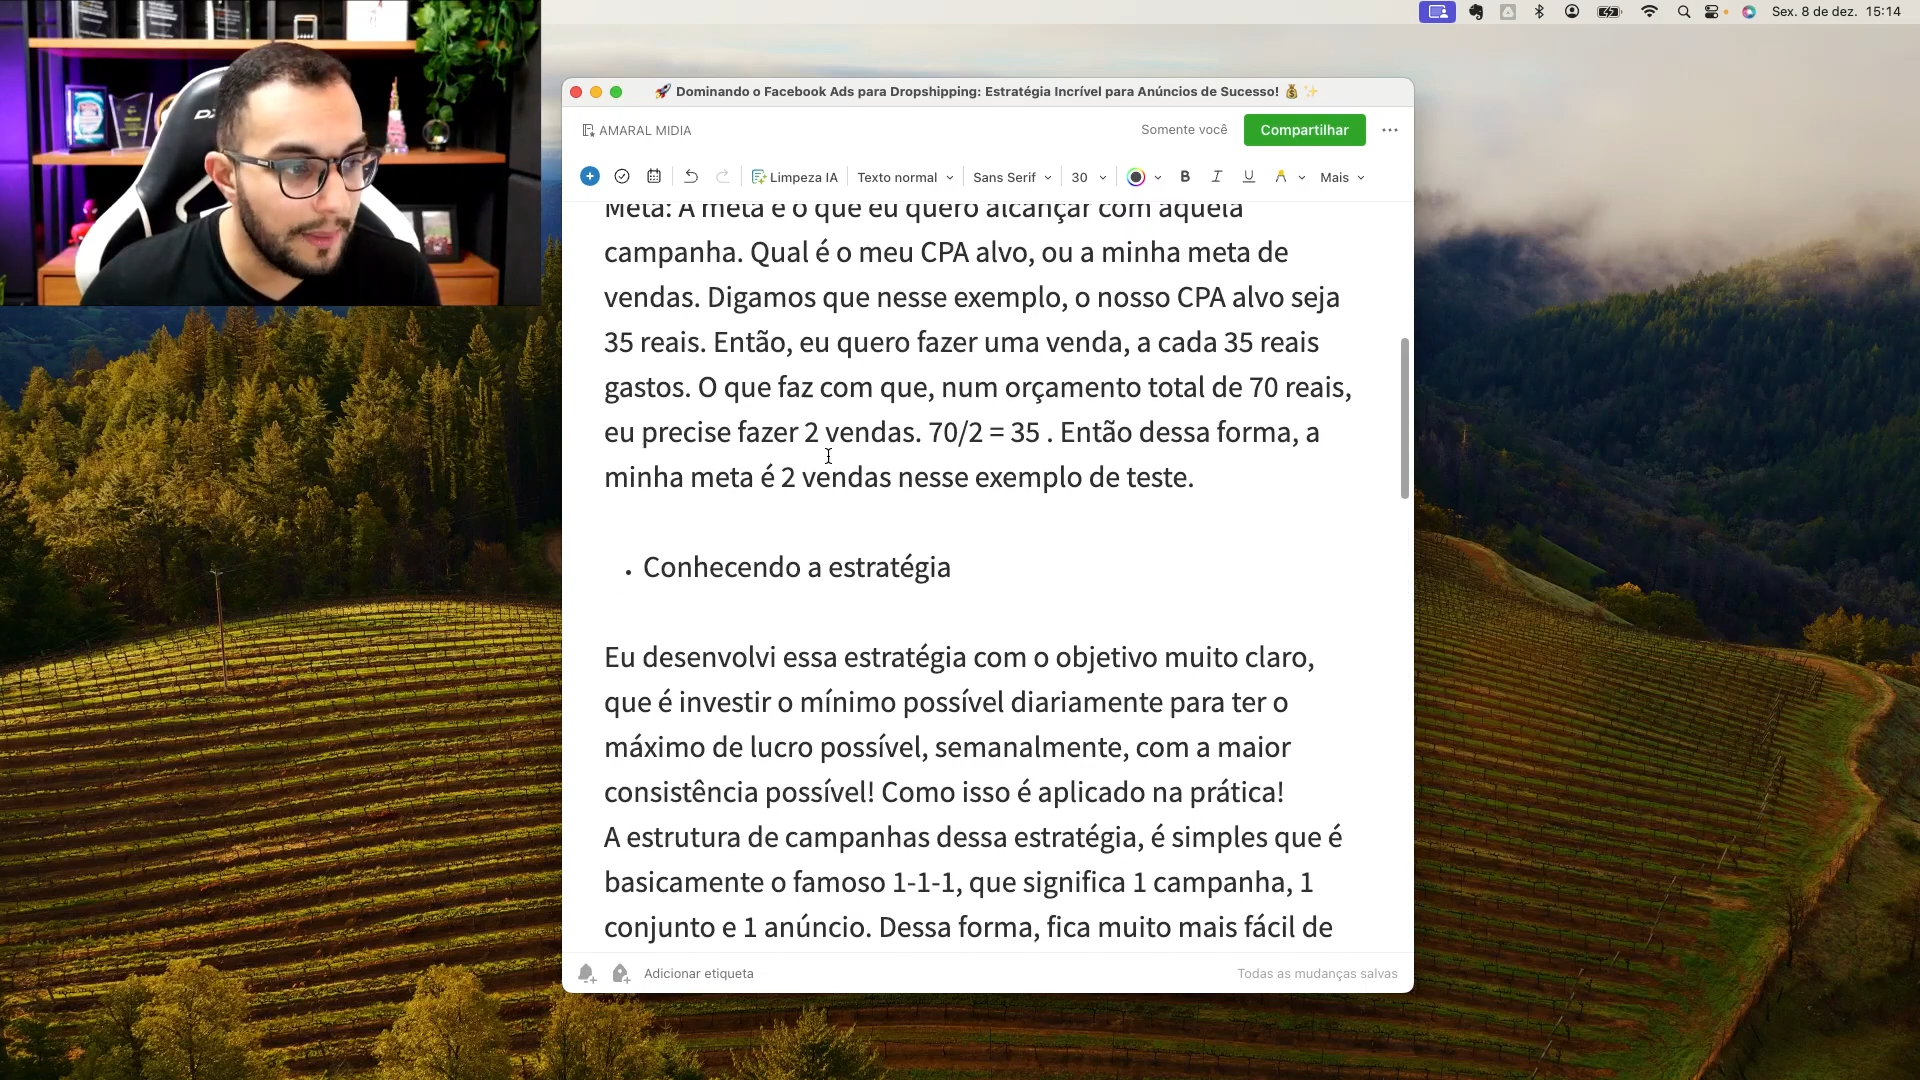 Sex. 8 de dez. 15:14
🚀 Dominando o Facebook Ads para Dropshipping: Estratégia Incrível para Anúncios de Sucesso! 💰 ✨
AMARAL MIDIA
Somente você
Compartilhar
Limpeza IA
Texto normal
Sans Serif
30
B
I
U
Mais
Meta: A meta é o que eu quero alcançar com aquela
campanha. Qual é o meu CPA alvo, ou a minha meta de
vendas. Digamos que nesse exemplo, o nosso CPA alvo seja
35 reais. Então, eu quero fazer uma venda, a cada 35 reais
gastos. O que faz com que, num orçamento total de 70 reais,
eu precise fazer 2 vendas. 70/2 = 35 . Então dessa forma, a
minha meta é 2 vendas nesse exemplo de teste.
• Conhecendo a estratégia
Eu desenvolvi essa estratégia com o objetivo muito claro,
que é investir o mínimo possível diariamente para ter o
máximo de lucro possível, semanalmente, com a maior
consistência possível! Como isso é aplicado na prática!
A estrutura de campanhas dessa estratégia, é simples que é
basicamente o famoso 1-1-1, que significa 1 campanha, 1
conjunto e 1 anúncio. Dessa forma, fica muito mais fácil de
Adicionar etiqueta
Todas as mudanças salvas